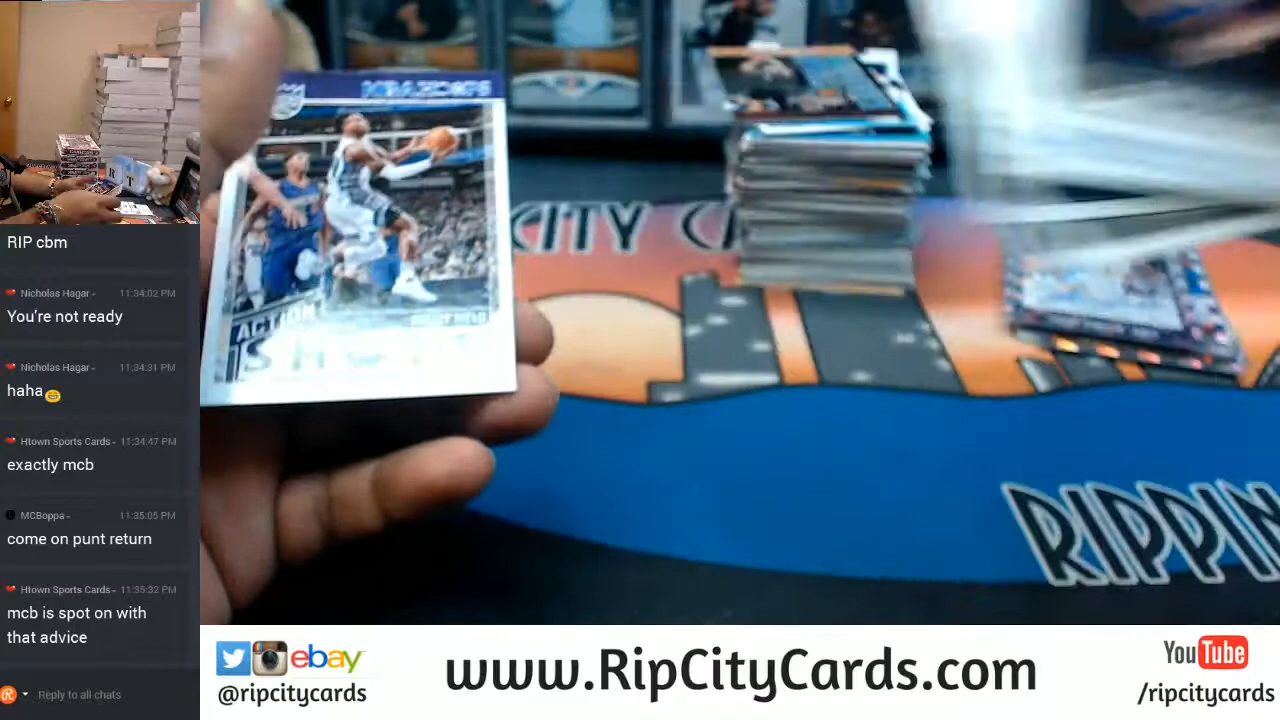 RIP cbm
Nicholas Hagar - 11:34:02 PM
You're not ready
Nicholas Hagar - 11:34:31 PM
haha
Htown Sports Cards - 11:34:47 PM
exactly mcb
MCBoppa - 11:35:05 PM
come on punt return
Htown Sports Cards - 11:35:32 PM
mcb is spot on with
that advice
Reply to all chats
NBA HOOPS
ACTION
CITY
RIPPIN
ebay
@ripcitycards
www.RipCityCards.com
YouTube
/ripcitycards